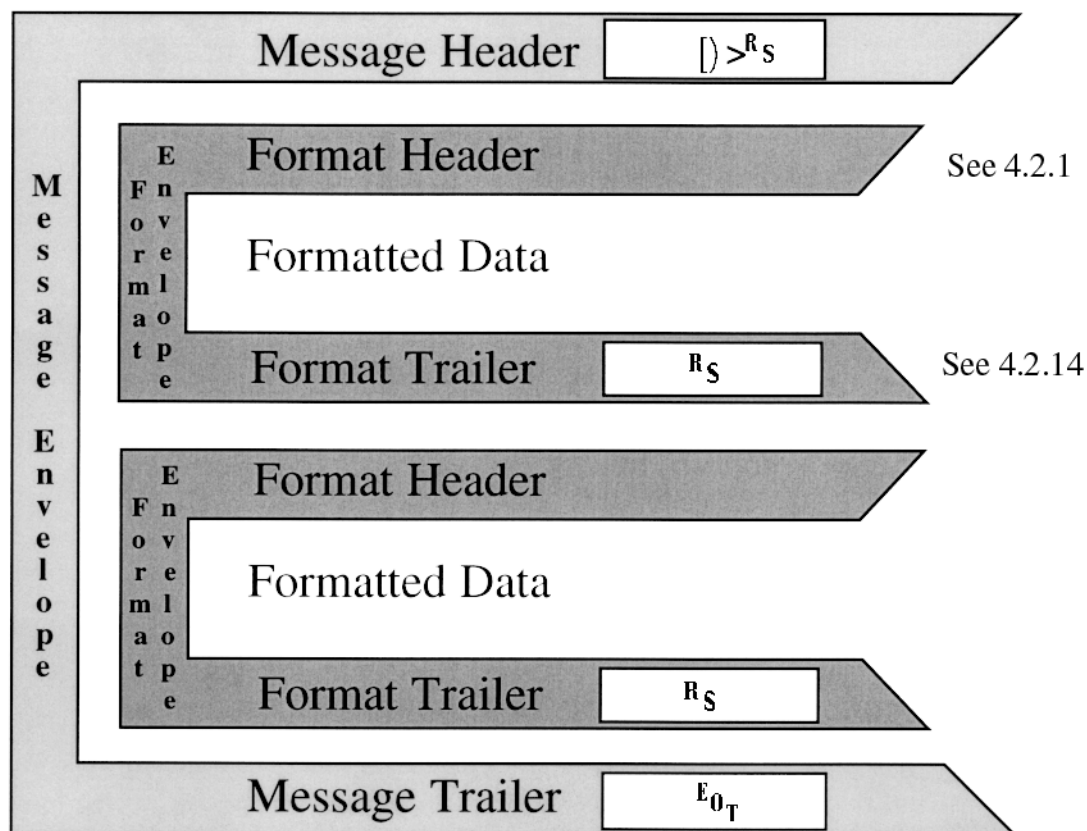 Message Header [)>RS
Message Envelope
Format Envelope
Format Header
See 4.2.1
Formatted Data
Format Trailer RS
See 4.2.14
Format Envelope
Format Header
Formatted Data
Format Trailer RS
Message Trailer EOT